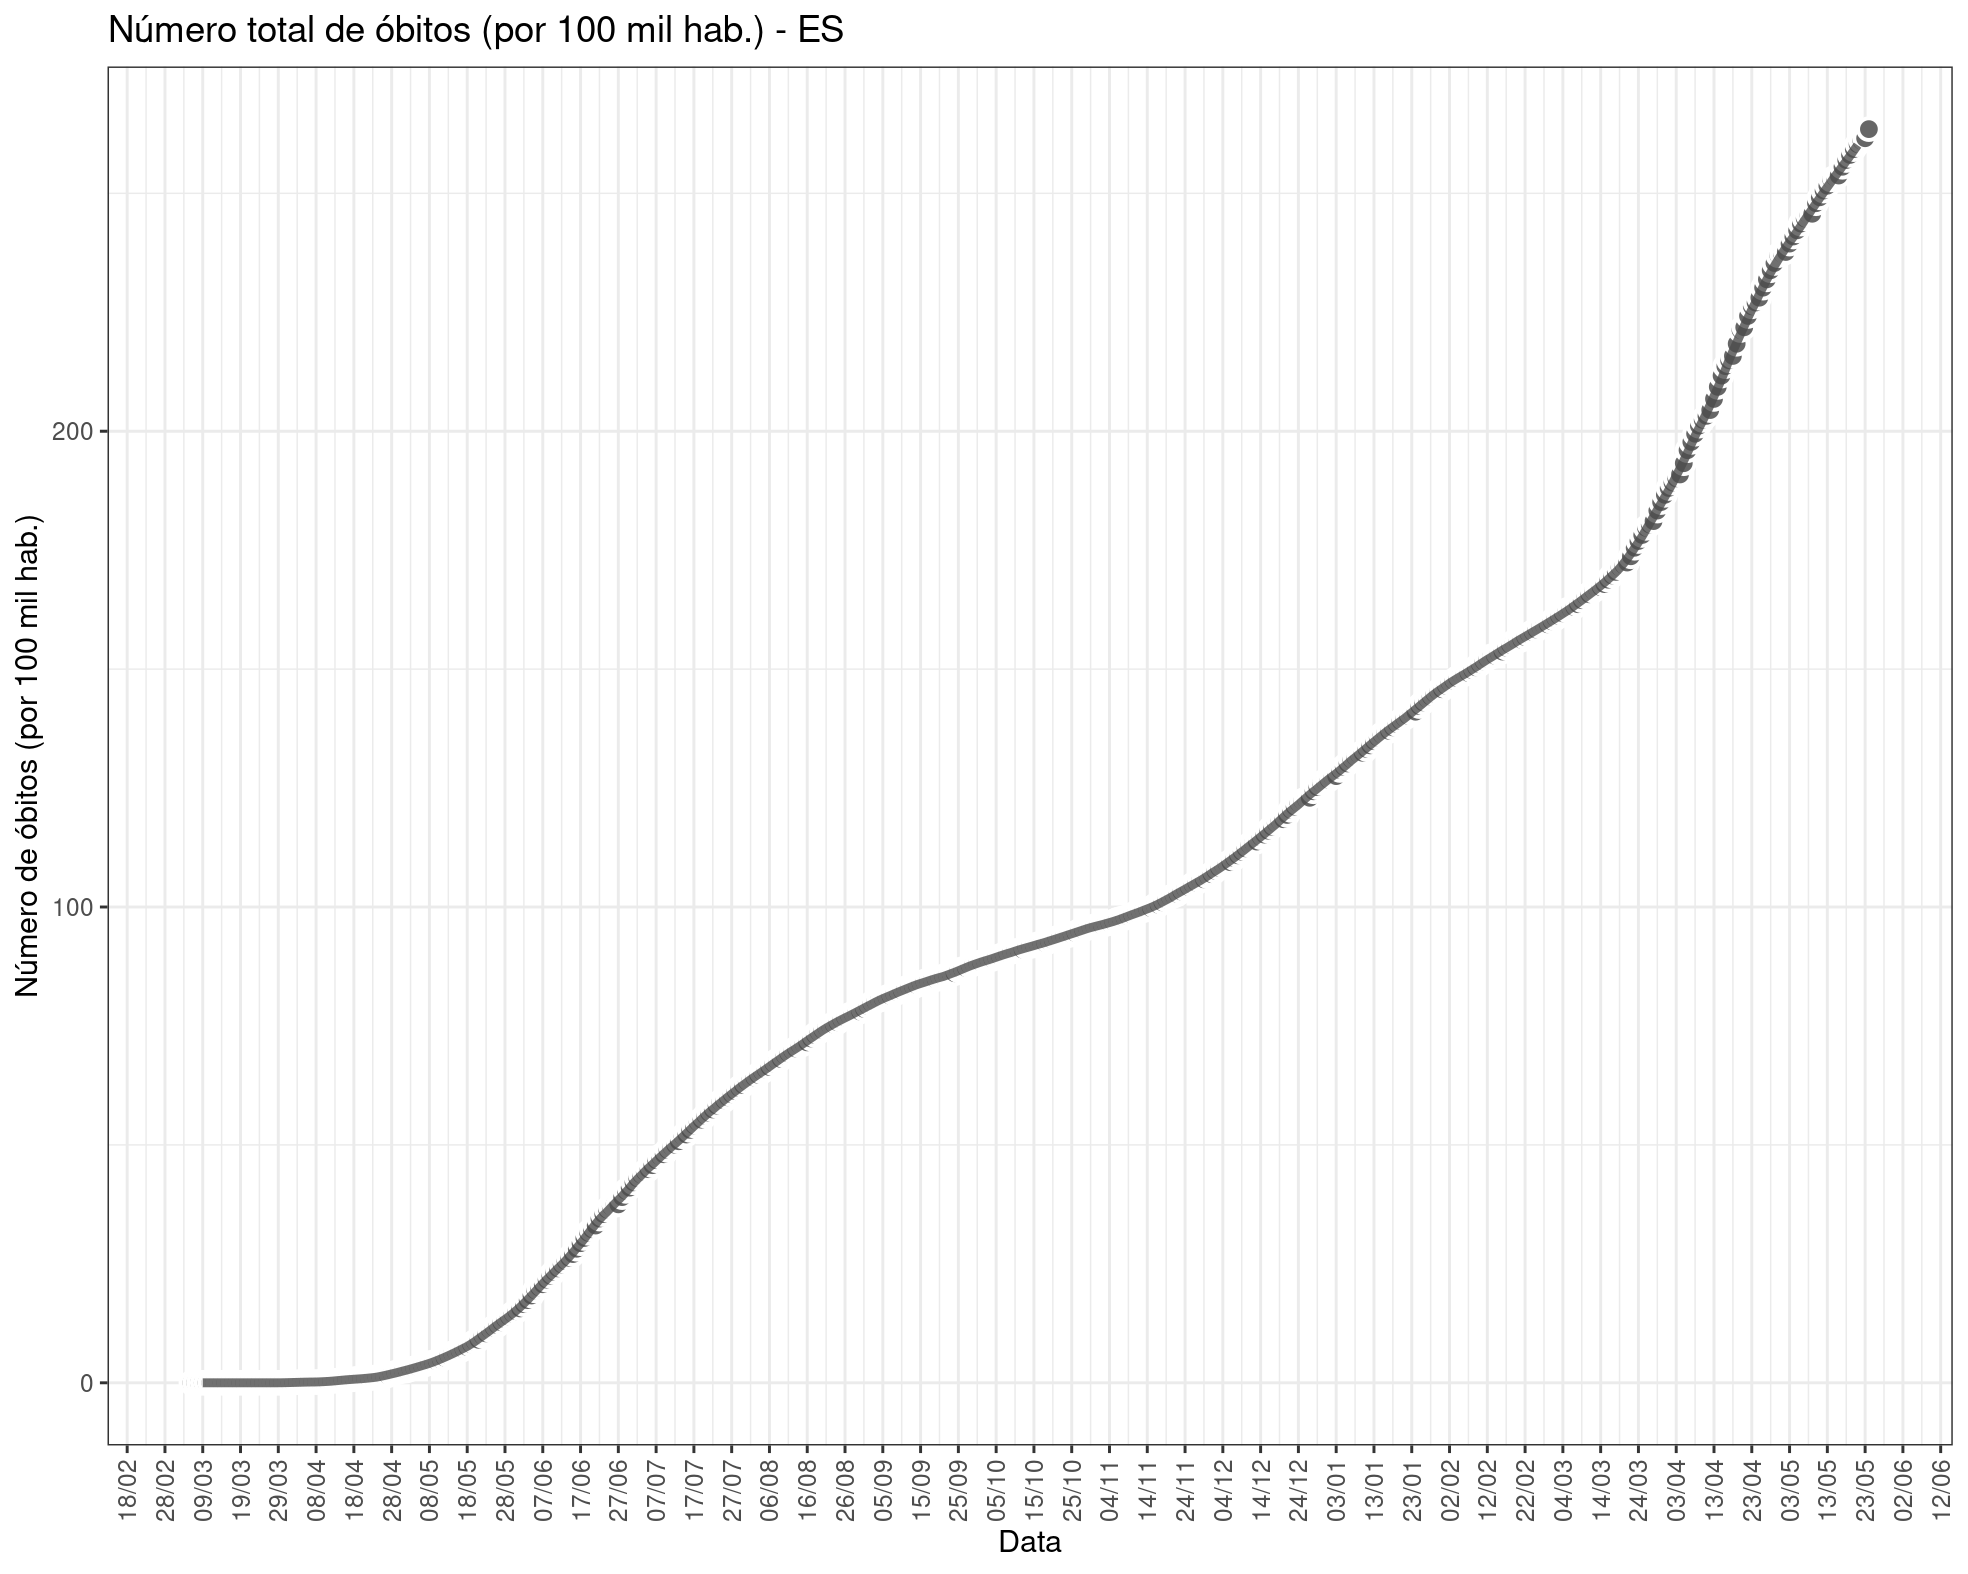 Número total de óbitos (por 100 mil hab.) - ES
Número de óbitos (por 100 mil hab.)
200
100
0
18/02 28/02 09/03 19/03 29/03 08/04 18/04 28/04 08/05 18/05 28/05 07/06 17/06 27/06 07/07 17/07 27/07 06/08 16/08 26/08 05/09 15/09 25/09 05/10 15/10 25/10 04/11 14/11 24/11 04/12 14/12 24/12 03/01 13/01 23/01 02/02 12/02 22/02 04/03 14/03 24/03 03/04 13/04 23/04 03/05 13/05 23/05 02/06 12/06
Data